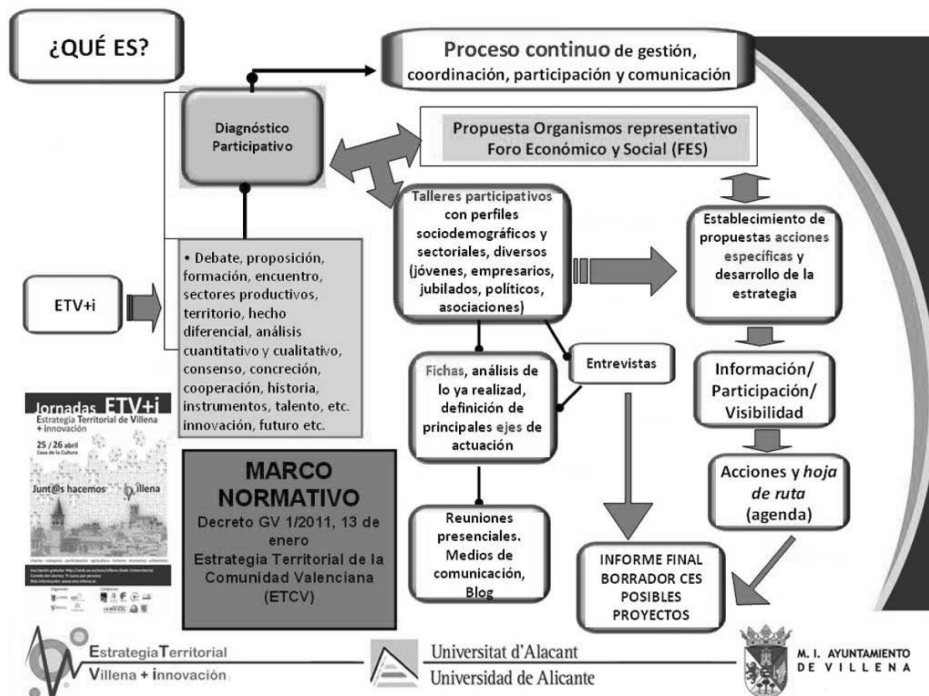 ¿QUÉ ES?
Proceso continuo de gestión,
coordinación, participación y comunicación
Diagnóstico
Participativo
Propuesta Organismos representativo
Foro Económico y Social (FES)
Talleres participativos
con perfiles
sociodemográficos y
sectoriales, diversos
(jóvenes, empresarios,
jubilados, políticos,
asociaciones)
Establecimiento de
propuestas acciones
específicas y
desarrollo de la
estrategia
ETV+i
• Debate, proposición,
formación, encuentro,
sectores productivos,
territorio, hecho
diferencial, análisis
cuantitativo y cualitativo,
consenso, concreción,
cooperación, historia,
instrumentos, talento, etc.
innovación, futuro etc.
Fichas, análisis de
lo ya realizad,
definición de
principales ejes de
actuación
Entrevistas
Información/
Participación/
Visibilidad
Jornadas ETV+i
Estrategia Territorial de Villena
+ innovación
25 / 26 abril
Casa de la Cultura
Junt@s hacemos Villena
MARCO
NORMATIVO
Decreto GV 1/2011, 13 de
enero
Estrategia Territorial de la
Comunidad Valenciana
(ETCV)
Reuniones
presenciales.
Medios de
comunicación,
Blog
Acciones y hoja
de ruta
(agenda)
INFORME FINAL
BORRADOR CES
POSIBLES
PROYECTOS
EstrategiaTerritorial
Villena + innovación
Universitat d'Alacant
Universidad de Alicante
M. I. AYUNTAMIENTO
DE VILLENA